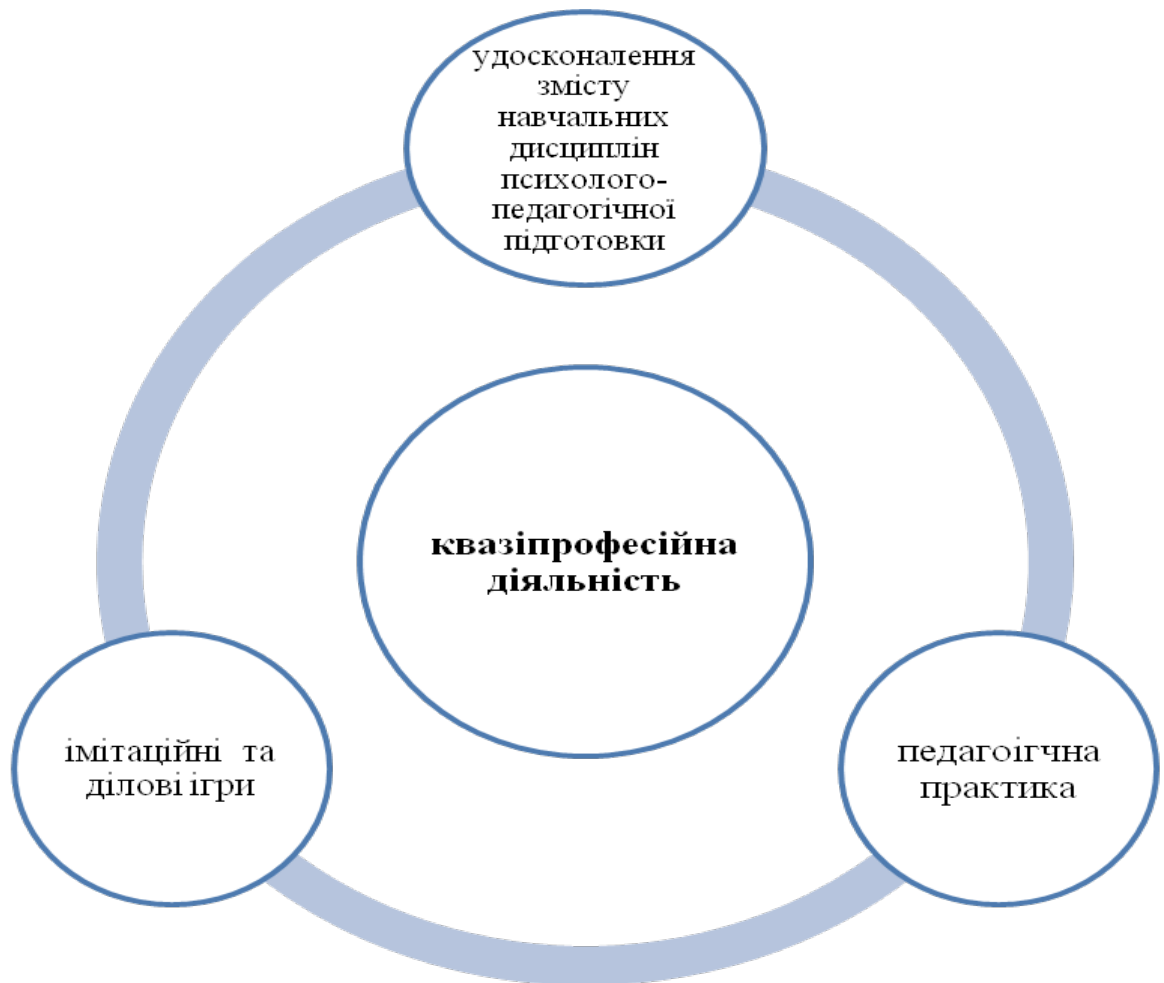 удосконалення
змісту
навчальних
дисциплін
психолого-
педагогічної
підготовки
квазіпрофесійна
діяльність
імітаційні та
ділові ігри
педагоігчна
практика